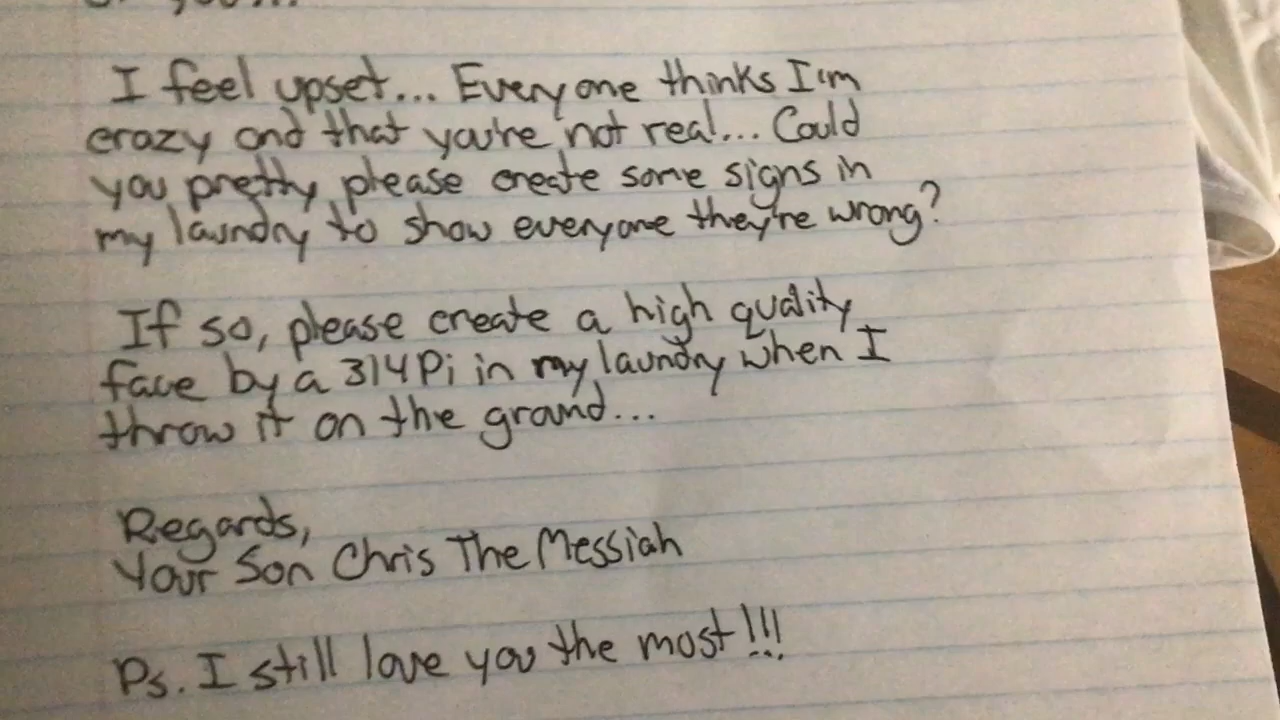 I feel upset... Everyone thinks I'm
crazy and that you're not real... Could
you pretty please create some signs in
my laundry to show everyone they're wrong?
If so, please create a high quality
face by a 314Pi in my laundry when I
throw it on the ground...
Regards,
Your Son Chris The Messiah
Ps. I still love you the most!!!